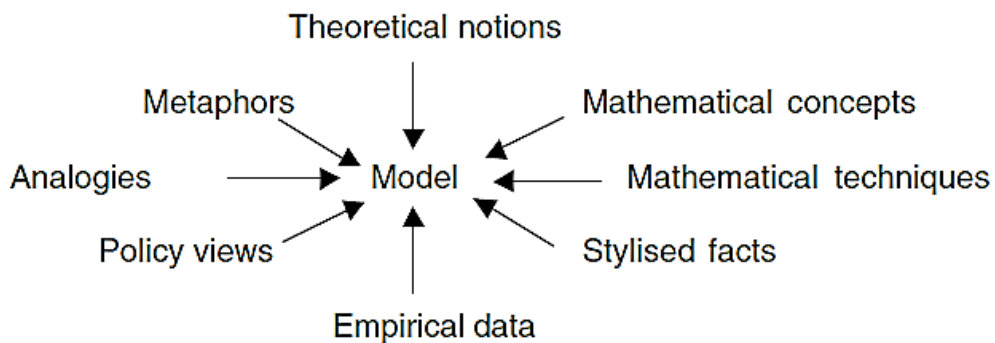 Theoretical notions
Metaphors
Mathematical concepts
Analogies
Model
Mathematical techniques
Policy views
Stylised facts
Empirical data